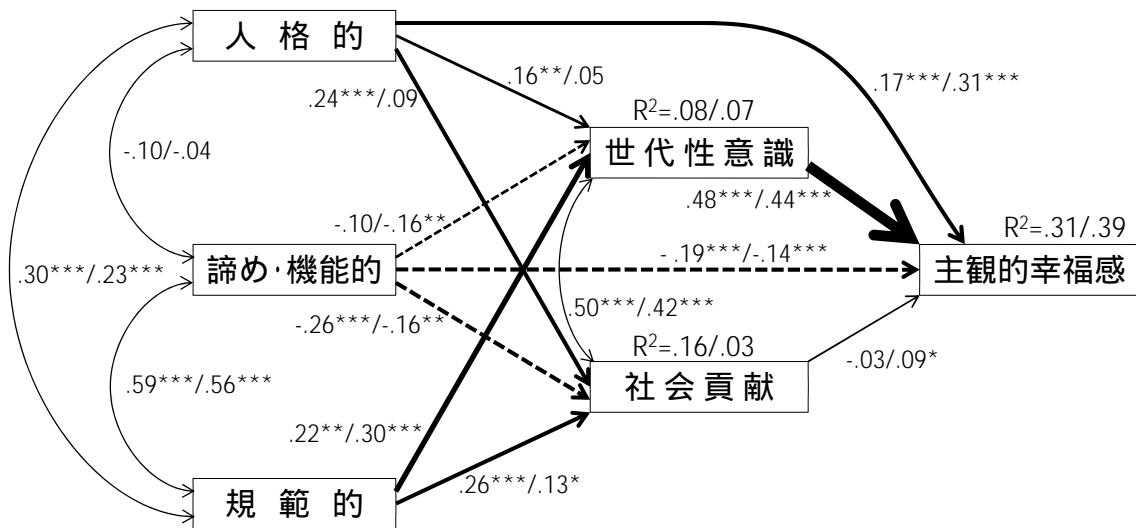 人格的
.16**/.05
.17***/.31***
.24***/.09
R²=.08/.07
世代性意識
-.10/-.04
.48***/.44***
-.10/-.16**
R²=.31/.39
諦め・機能的
-.19***/-.14***
主観的幸福感
.30***/.23***
.50***/.42***
-.26***/-.16**
R²=.16/.03
-.03/.09*
社会貢献
.59***/.56***
.22**/.30***
.26***/.13*
規範的